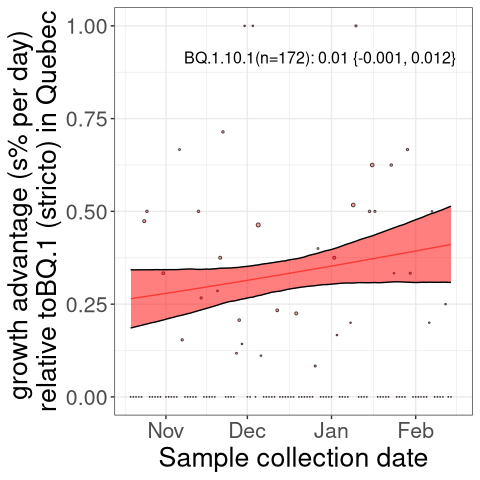 growth advantage (s% per day)
relative toBQ.1 (stricto) in Quebec
1.00
0.75
0.50
0.25
0.00
BQ.1.10.1(n=172): 0.01 {-0.001, 0.012}
Nov Dec Jan Feb
Sample collection date